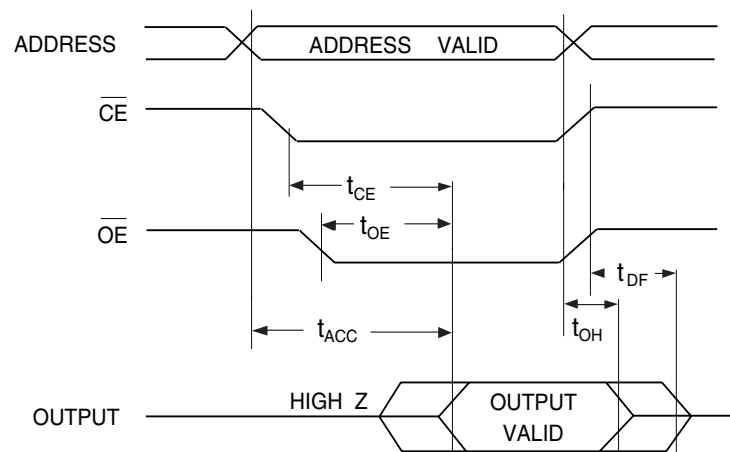 ADDRESS
ADDRESS VALID
CE
tCE
OE
tOE
tDF
tACC
tOH
OUTPUT
HIGH Z
OUTPUT
VALID